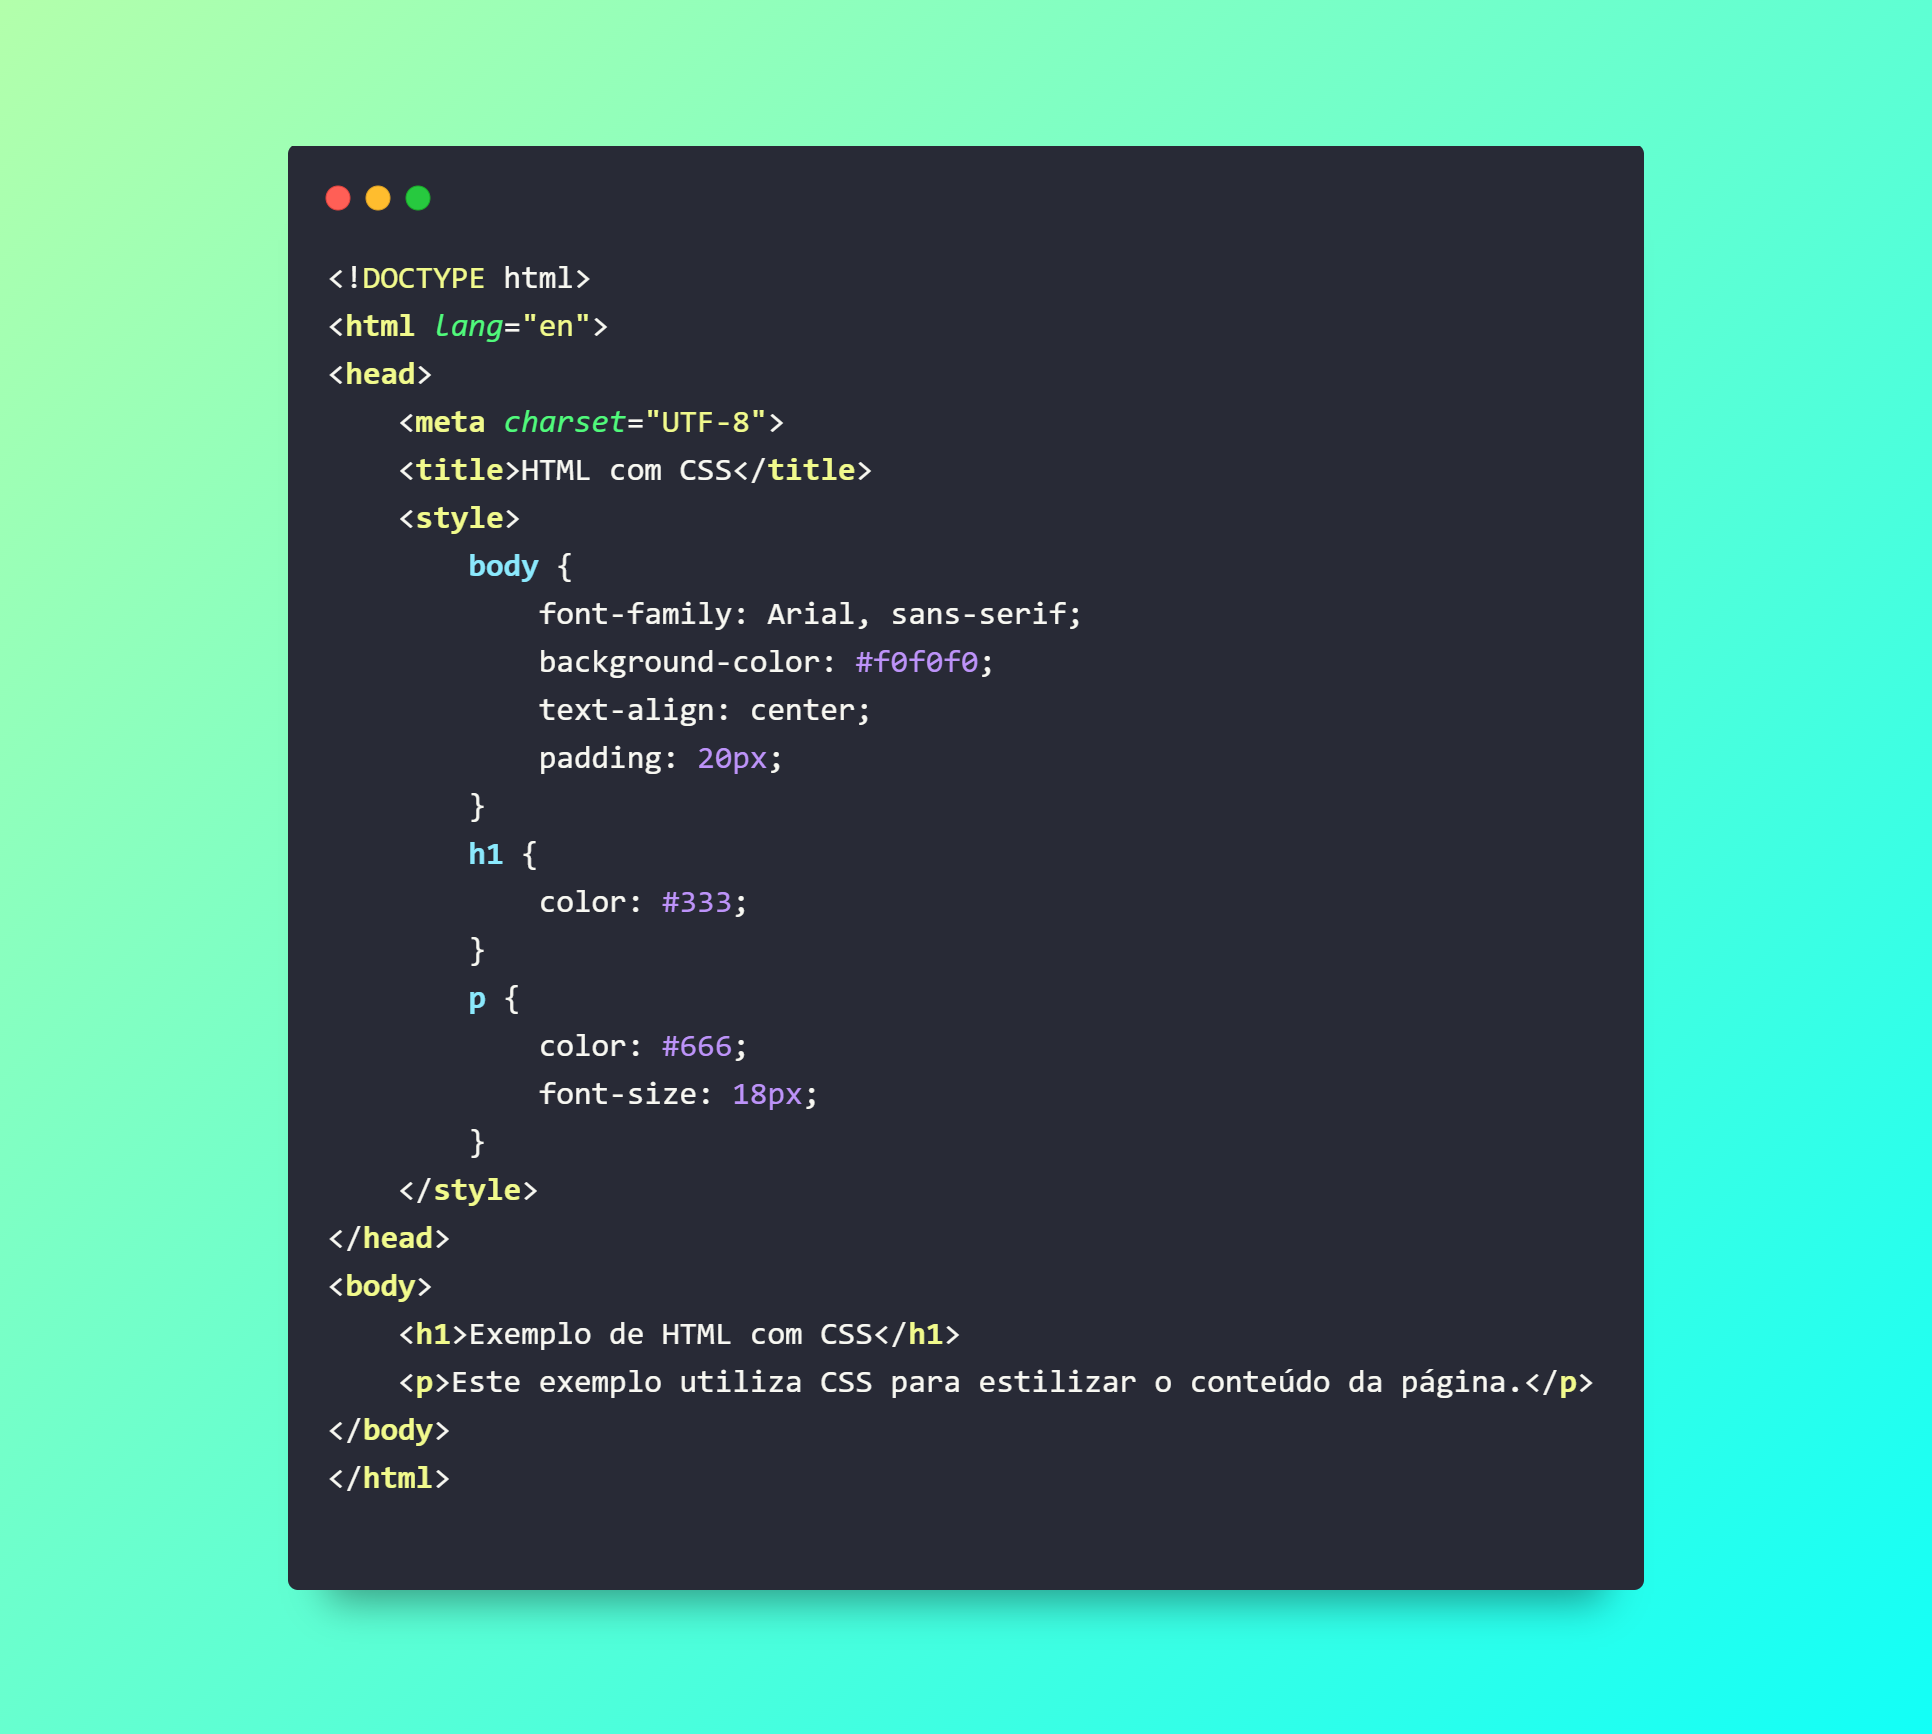 <!DOCTYPE html>
<html lang="en">
<head>
    <meta charset="UTF-8">
    <title>HTML com CSS</title>
    <style>
        body {
            font-family: Arial, sans-serif;
            background-color: #f0f0f0;
            text-align: center;
            padding: 20px;
        }
        h1 {
            color: #333;
        }
        p {
            color: #666;
            font-size: 18px;
        }
    </style>
</head>
<body>
    <h1>Exemplo de HTML com CSS</h1>
    <p>Este exemplo utiliza CSS para estilizar o conteúdo da página.</p>
</body>
</html>